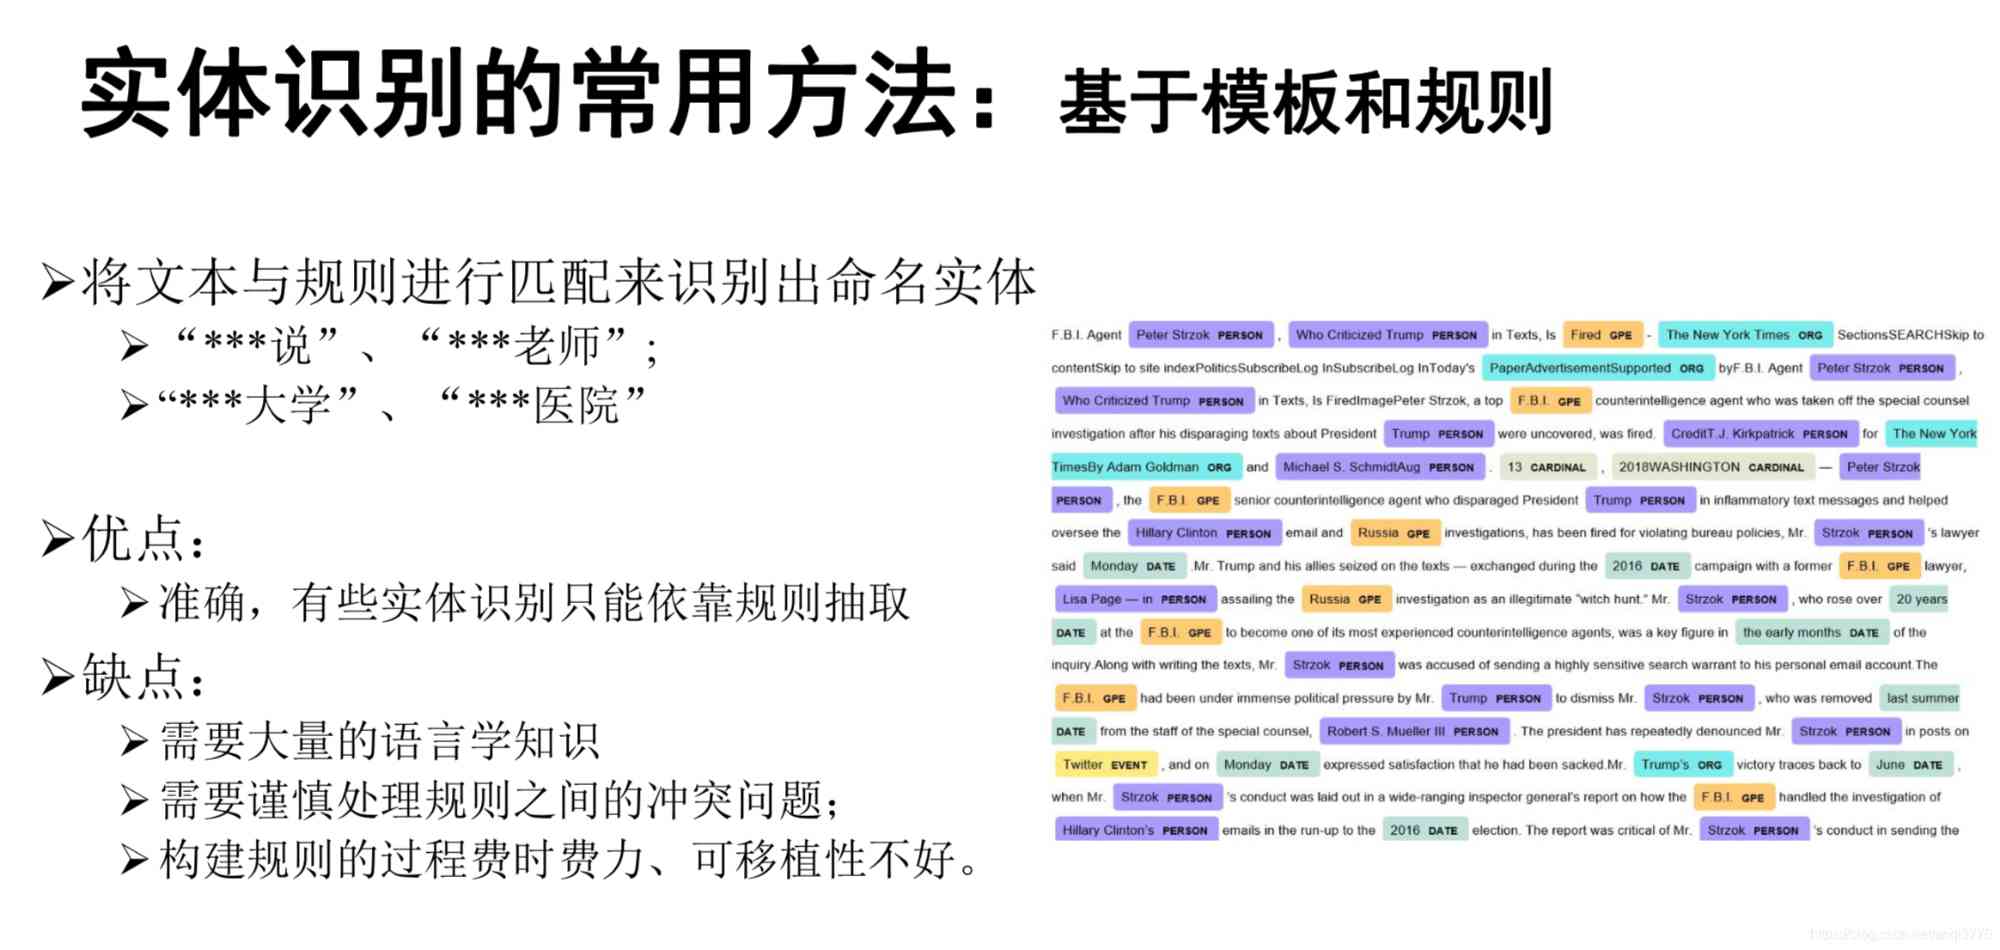 实体识别的常用方法：基于模板和规则
➢将文本与规则进行匹配来识别出命名实体
➢“***说”、“***老师”;
➢“***大学”、“***医院”
➢优点：
➢准确，有些实体识别只能依靠规则抽取
➢缺点：
➢需要大量的语言学知识
➢需要谨慎处理规则之间的冲突问题；
➢构建规则的过程费时费力、可移植性不好。
F.B.I. Agent Peter Strzok PERSON , Who Criticized Trump PERSON in Texts, Is Fired GPE - The New York Times ORG SectionsSEARCHSkip to
contentSkip to site indexPoliticsSubscribeLog InSubscribeLog InToday's PaperAdvertisementSupported ORG byF.B.I. Agent Peter Strzok PERSON ,
Who Criticized Trump PERSON in Texts, Is FiredImagePeter Strzok, a top F.B.I. GPE counterintelligence agent who was taken off the special counsel
investigation after his disparaging texts about President Trump PERSON were uncovered, was fired. CreditT.J. Kirkpatrick PERSON for The New York
TimesBy Adam Goldman ORG and Michael S. SchmidtAug PERSON . 13 CARDINAL , 2018WASHINGTON CARDINAL — Peter Strzok
PERSON , the F.B.I. GPE senior counterintelligence agent who disparaged President Trump PERSON in inflammatory text messages and helped
oversee the Hillary Clinton PERSON email and Russia GPE investigations, has been fired for violating bureau policies, Mr. Strzok PERSON 's lawyer
said Monday DATE .Mr. Trump and his allies seized on the texts — exchanged during the 2016 DATE campaign with a former F.B.I. GPE lawyer,
Lisa Page — in PERSON assailing the Russia GPE investigation as an illegitimate "witch hunt." Mr. Strzok PERSON , who rose over 20 years
DATE at the F.B.I. GPE to become one of its most experienced counterintelligence agents, was a key figure in the early months DATE of the
inquiry.Along with writing the texts, Mr. Strzok PERSON was accused of sending a highly sensitive search warrant to his personal email account.The
F.B.I. GPE had been under immense political pressure by Mr. Trump PERSON to dismiss Mr. Strzok PERSON , who was removed last summer
DATE from the staff of the special counsel, Robert S. Mueller III PERSON . The president has repeatedly denounced Mr. Strzok PERSON in posts on
Twitter EVENT , and on Monday DATE expressed satisfaction that he had been sacked.Mr. Trump's ORG victory traces back to June DATE ,
when Mr. Strzok PERSON 's conduct was laid out in a wide-ranging inspector general's report on how the F.B.I. GPE handled the investigation of
Hillary Clinton's PERSON emails in the run-up to the 2016 DATE election. The report was critical of Mr. Strzok PERSON 's conduct in sending the